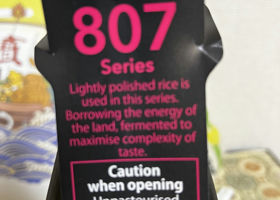 807
Series
Lightly polished rice is
used in this series.
Borrowing the energy of
the land, fermented to
maximise complexity of
taste.
Caution
when opening
Unpasteurised